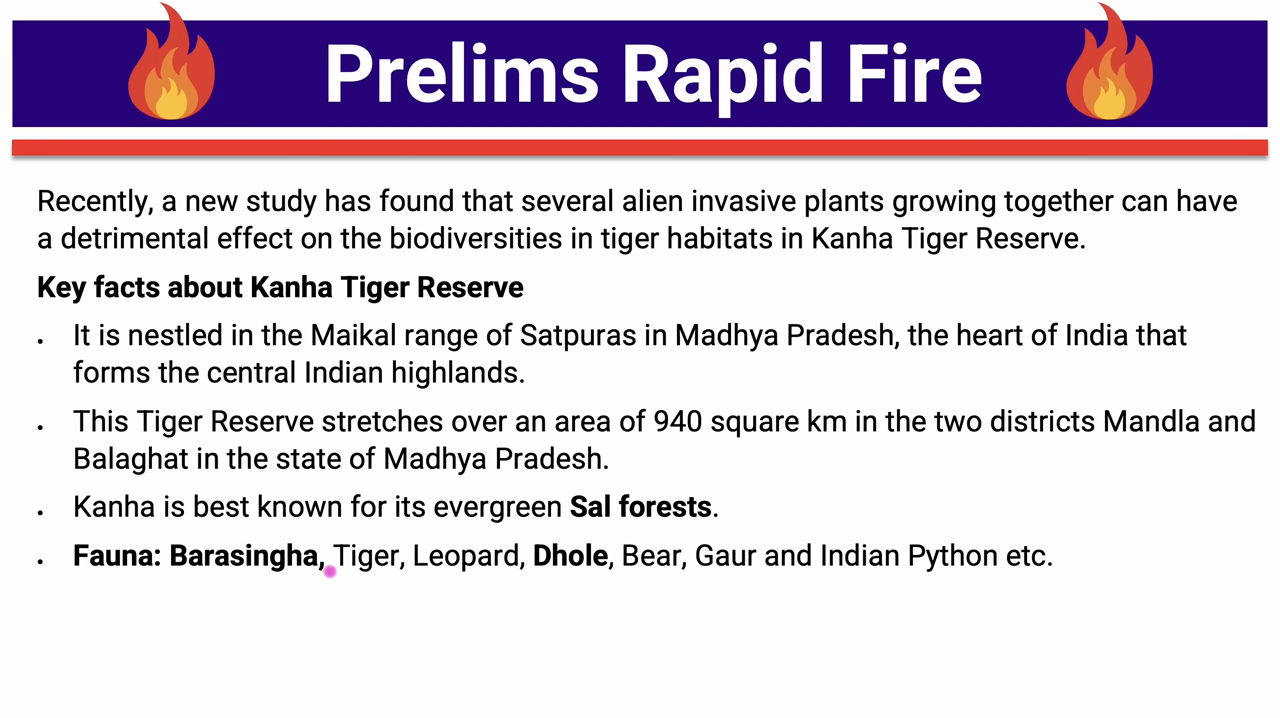 Prelims Rapid Fire
Recently, a new study has found that several alien invasive plants growing together can have
a detrimental effect on the biodiversities in tiger habitats in Kanha Tiger Reserve.
Key facts about Kanha Tiger Reserve
• It is nestled in the Maikal range of Satpuras in Madhya Pradesh, the heart of India that
forms the central Indian highlands.
• This Tiger Reserve stretches over an area of 940 square km in the two districts Mandla and
Balaghat in the state of Madhya Pradesh.
• Kanha is best known for its evergreen Sal forests.
• Fauna: Barasingha, Tiger, Leopard, Dhole, Bear, Gaur and Indian Python etc.